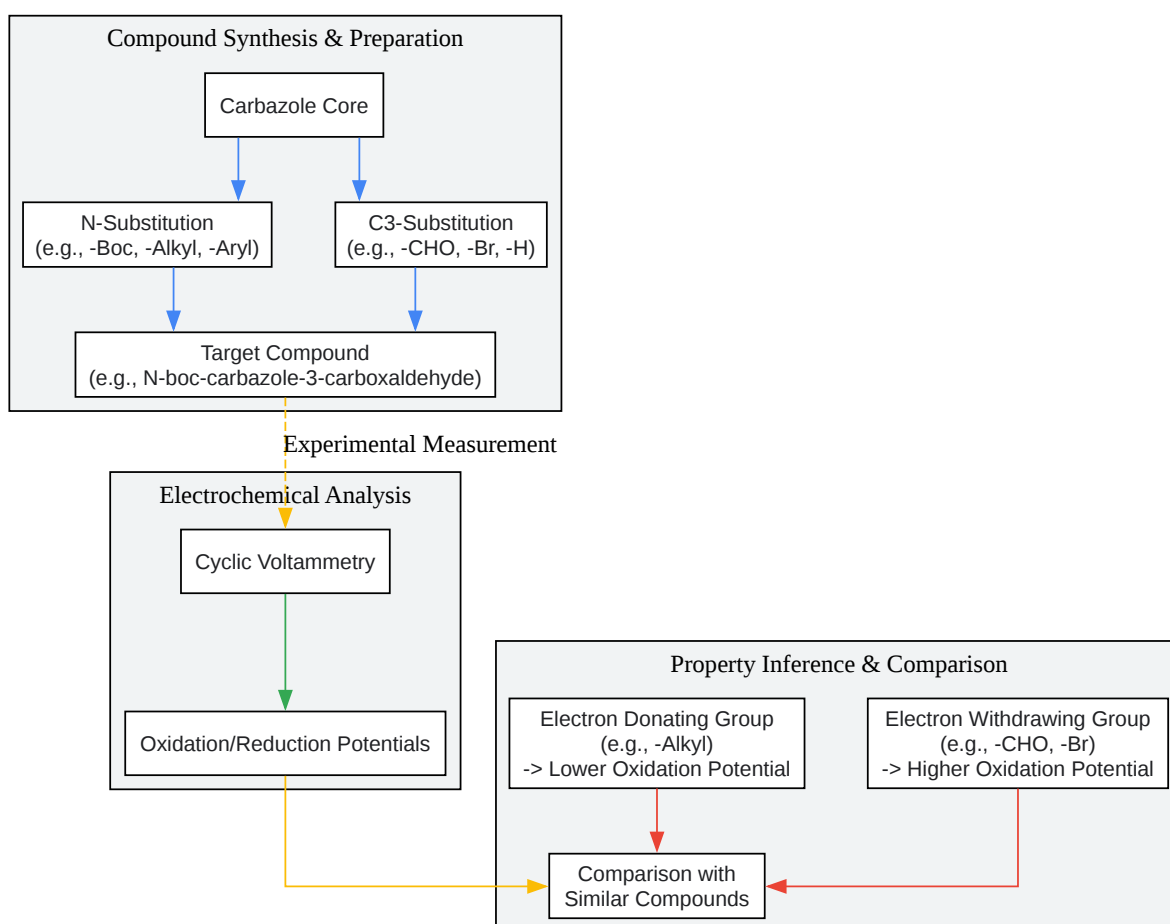 Compound Synthesis & Preparation
Carbazole Core
N-Substitution
(e.g., -Boc, -Alkyl, -Aryl)
C3-Substitution
(e.g., -CHO, -Br, -H)
Target Compound
(e.g., N-boc-carbazole-3-carboxaldehyde)
Experimental Measurement
Electrochemical Analysis
Cyclic Voltammetry
Oxidation/Reduction Potentials
Property Inference & Comparison
Electron Donating Group
(e.g., -Alkyl)
-> Lower Oxidation Potential
Electron Withdrawing Group
(e.g., -CHO, -Br)
-> Higher Oxidation Potential
Comparison with
Similar Compounds